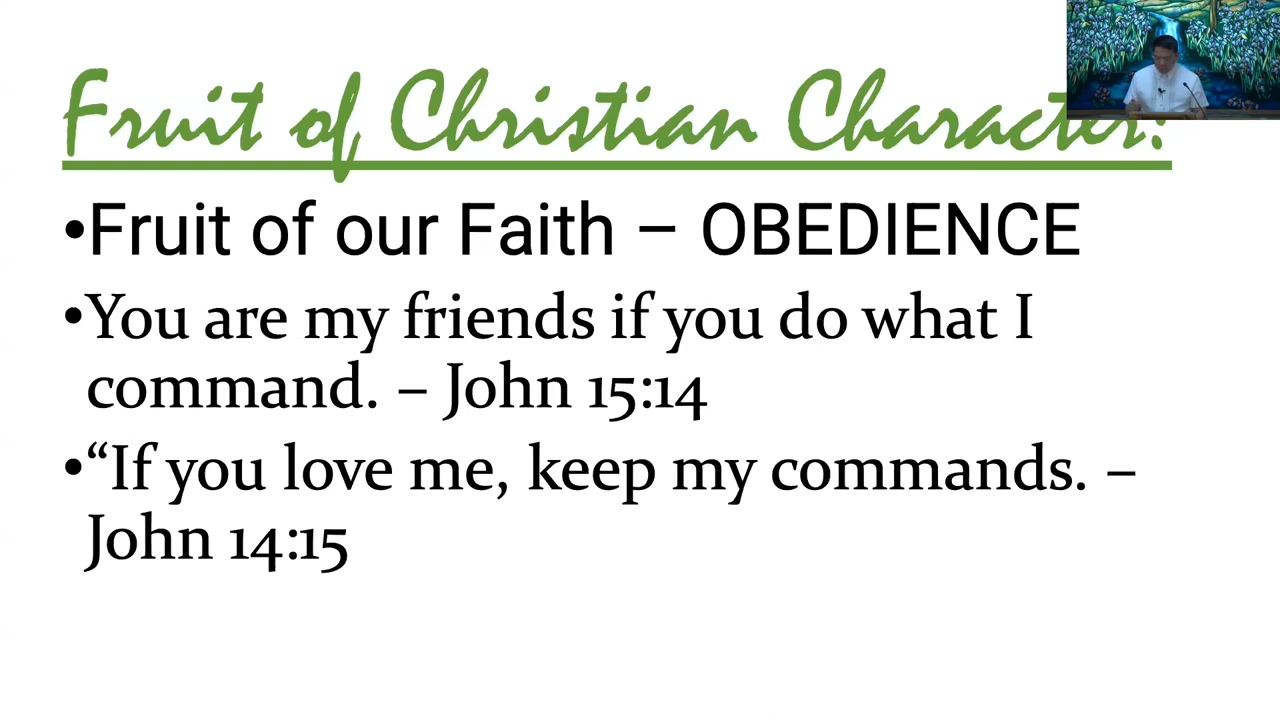 Fruit of Christian Character:
•Fruit of our Faith – OBEDIENCE
•You are my friends if you do what I
command. – John 15:14
•“If you love me, keep my commands. –
John 14:15